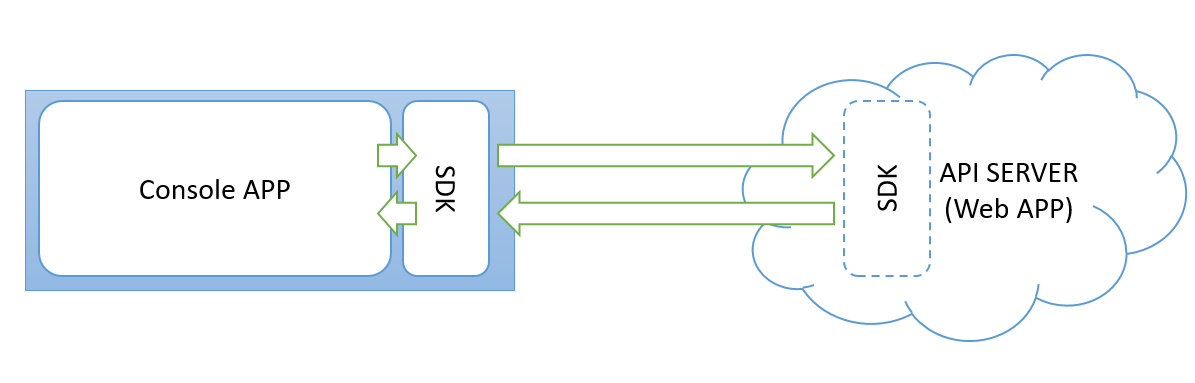 Console APP
SDK
SDK
API SERVER
(Web APP)